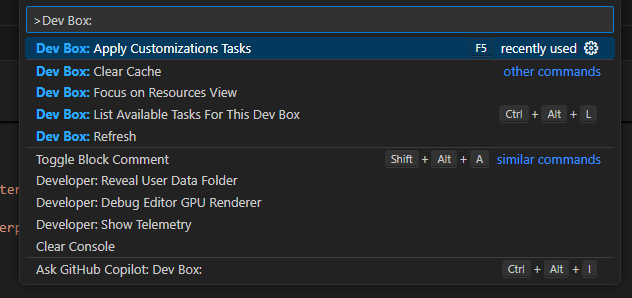 >Dev Box:
Dev Box: Apply Customizations Tasks F5 recently used
Dev Box: Clear Cache other commands
Dev Box: Focus on Resources View
Dev Box: List Available Tasks For This Dev Box Ctrl + Alt + L
Dev Box: Refresh
Toggle Block Comment Shift + Alt + A similar commands
Developer: Reveal User Data Folder
Developer: Debug Editor GPU Renderer
Developer: Show Telemetry
Clear Console
Ask GitHub Copilot: Dev Box: Ctrl + Alt + I